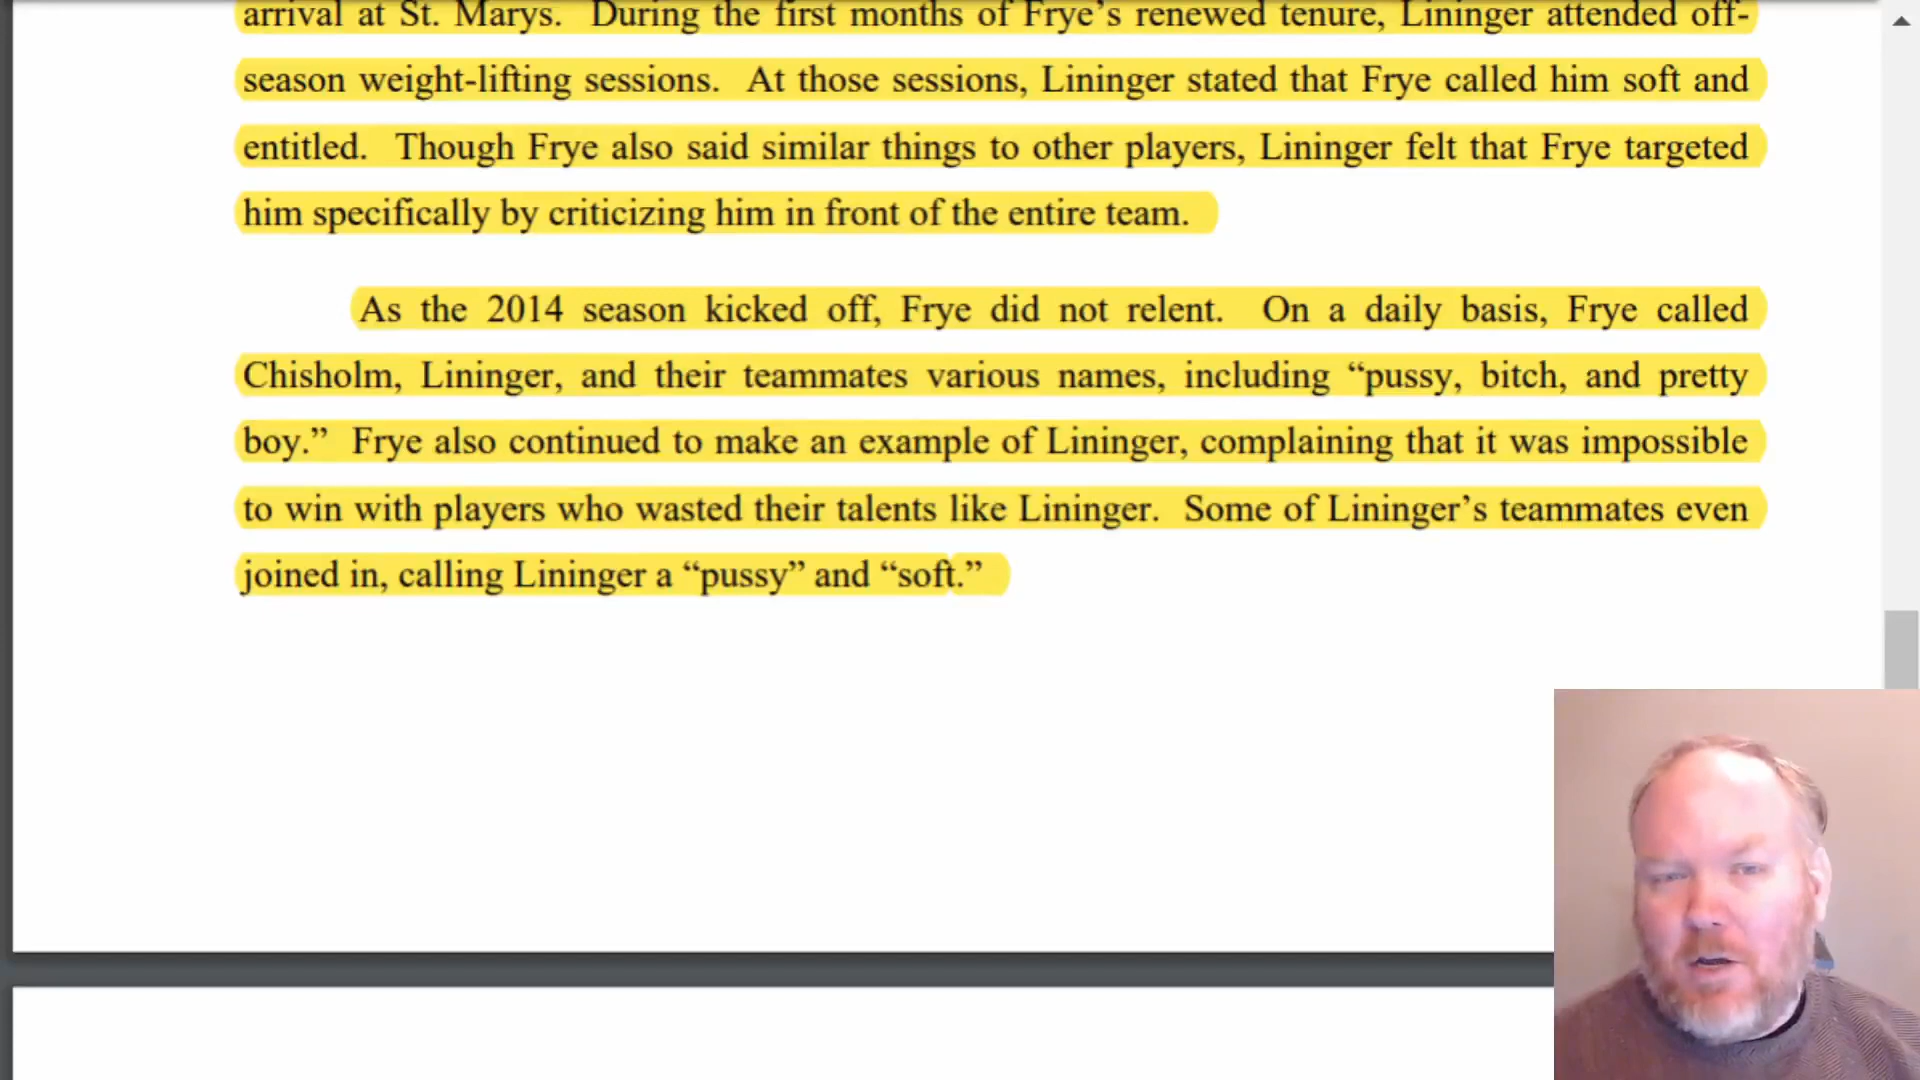 arrival at St. Marys. During the first months of Frye's renewed tenure, Lininger attended off-
season weight-lifting sessions. At those sessions, Lininger stated that Frye called him soft and
entitled. Though Frye also said similar things to other players, Lininger felt that Frye targeted
him specifically by criticizing him in front of the entire team.
As the 2014 season kicked off, Frye did not relent. On a daily basis, Frye called
Chisholm, Lininger, and their teammates various names, including “pussy, bitch, and pretty
boy.” Frye also continued to make an example of Lininger, complaining that it was impossible
to win with players who wasted their talents like Lininger. Some of Lininger’s teammates even
joined in, calling Lininger a “pussy” and “soft.”